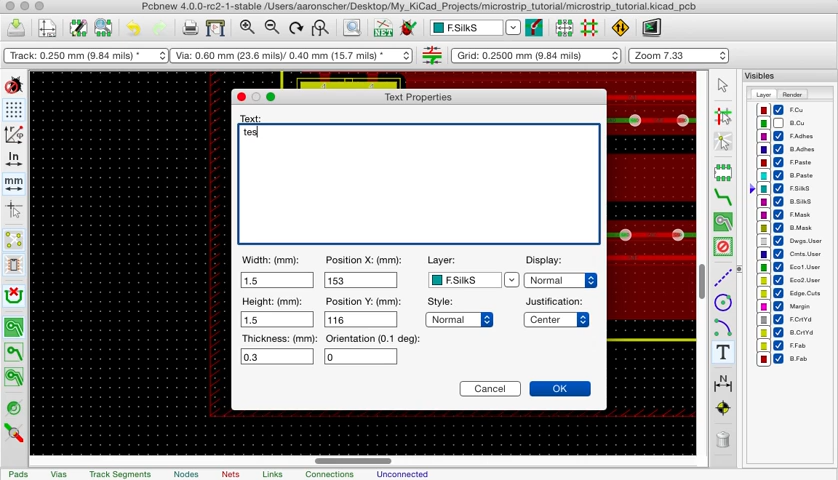 Pcbnew 4.0.0-rc2-1-stable /Users/aaronscher/Desktop/My_KiCad_Projects/microstrip_tutorial/microstrip_tutorial.kicad_pcb
NET
F.SilkS
Track: 0.250 mm (9.84 mils) *
Via: 0.60 mm (23.6 mils)/ 0.40 mm (15.7 mils) *
Grid: 0.2500 mm (9.84 mils)
Zoom 7.33
In
mm
Text Properties
Text:
tes
Width: (mm):
Position X: (mm):
Layer:
Display:
1.5
153
F.SilkS
Normal
Height: (mm):
Position Y: (mm):
Style:
Justification:
1.5
116
Normal
Center
Thickness: (mm):
Orientation (0.1 deg):
0.3
0
Cancel
OK
T
N
Visibles
Layer
Render
F.Cu
B.Cu
F.Adhes
B.Adhes
F.Paste
B.Paste
F.SilkS
B.SilkS
F.Mask
B.Mask
Dwgs.User
Cmts.User
Eco1.User
Eco2.User
Edge.Cuts
Margin
F.CrtYd
B.CrtYd
F.Fab
B.Fab
Pads
Vias
Track Segments
Nodes
Nets
Links
Connections
Unconnected